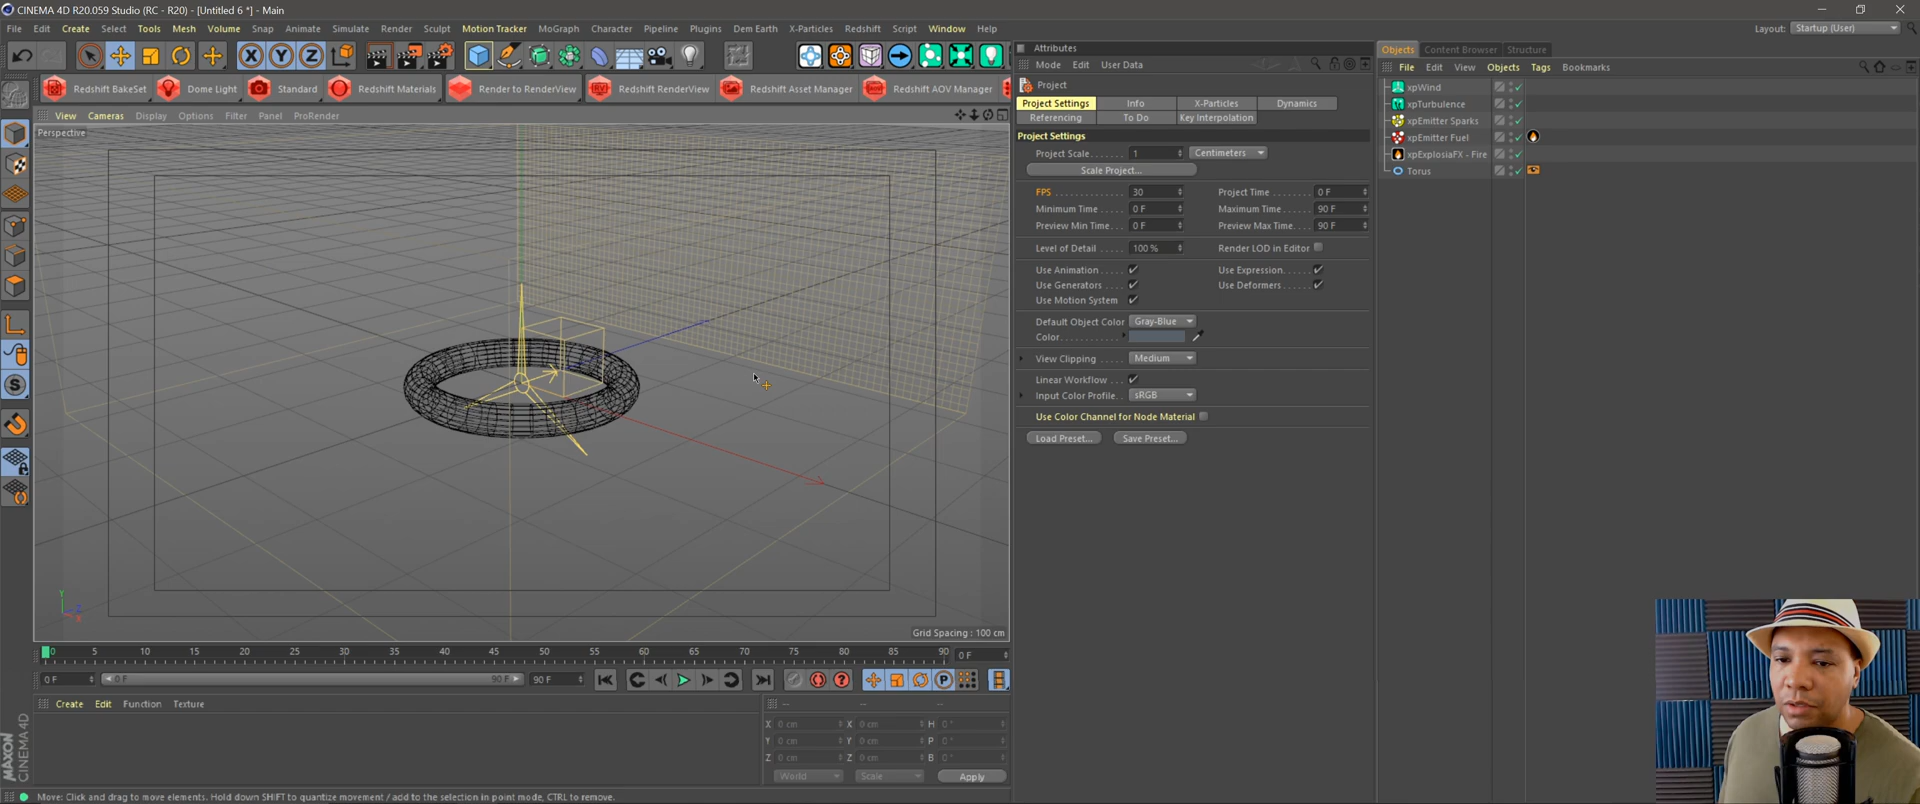 CINEMA 4D R20.059 Studio (RC - R20) - [Untitled 6 *] - Main
File Edit Create Select Tools Mesh Volume Snap Animate Simulate Render Sculpt Motion Tracker MoGraph Character Pipeline Plugins Dem Earth X-Particles Redshift Script Window Help
Layout: Startup (User)
X Y Z
Redshift BakeSet Dome Light Standard Redshift Materials Render to RenderView Redshift RenderView Redshift Asset Manager Redshift AOV Manager
View Cameras Display Options Filter Panel ProRender
Perspective
Y
Z
X
Grid Spacing : 100 cm
0 5 10 15 20 25 30 35 40 45 50 55 60 65 70 75 80 85 90 0 F
0 F 0 F 90 F 90 F
Create Edit Function Texture
-- -- --
X 0 cm X 0 cm H 0 °
Y 0 cm Y 0 cm P 0 °
Z 0 cm Z 0 cm B 0 °
World Scale Apply
MAXON CINEMA 4D
Move: Click and drag to move elements. Hold down SHIFT to quantize movement / add to the selection in point mode, CTRL to remove.
Attributes
Mode Edit User Data
Project
Project Settings Info X-Particles Dynamics
Referencing To Do Key Interpolation
Project Settings
Project Scale....... 1 Centimeters
Scale Project...
FPS 30 Project Time 0 F
Minimum Time 0 F Maximum Time 90 F
Preview Min Time 0 F Preview Max Time 90 F
Level of Detail 100 % Render LOD in Editor
Use Animation Use Expression
Use Generators Use Deformers
Use Motion System
Default Object Color Gray-Blue
Color
View Clipping Medium
Linear Workflow
Input Color Profile sRGB
Use Color Channel for Node Material
Load Preset... Save Preset...
Objects Content Browser Structure
File Edit View Objects Tags Bookmarks
xpWind
xpTurbulence
xpEmitter Sparks
xpEmitter Fuel
xpExplosiaFX - Fire
Torus